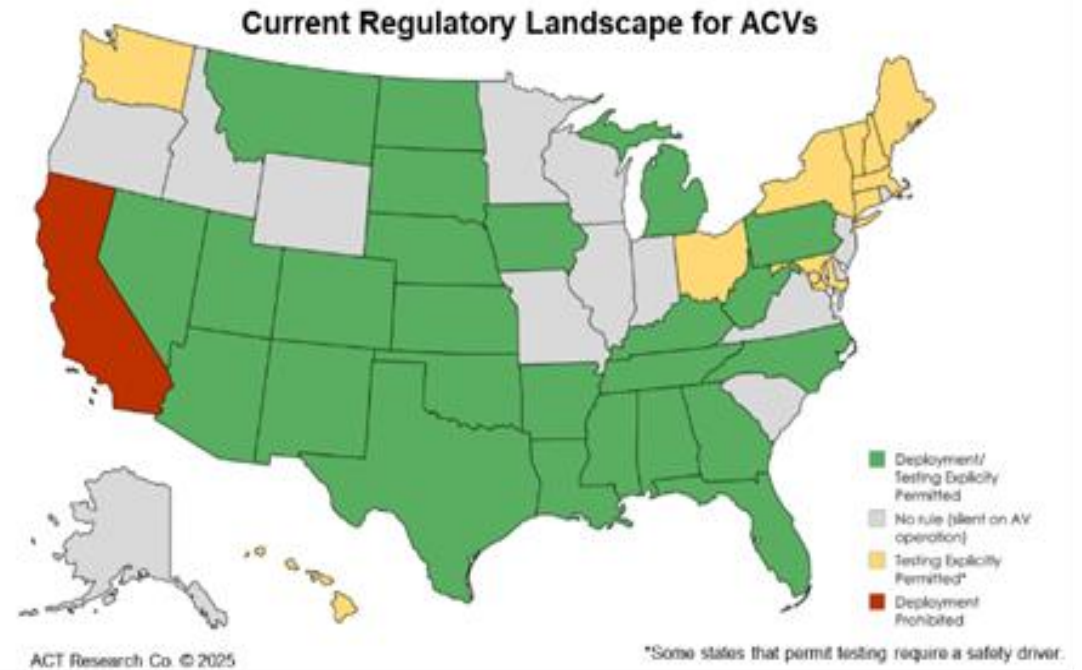 Current Regulatory Landscape for ACVs
Deployment/
Testing Explicity
Permitted
No rule (silent on AV
operation)
Testing Explicitly
Permitted*
Deployment
Prohibited
ACT Research Co. © 2025
*Some states that permit testing require a safety driver.